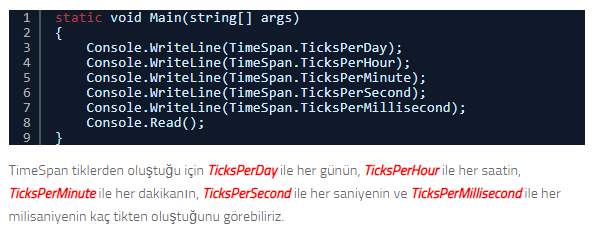 1 static void Main(string[] args)
2 {
3 Console.WriteLine(TimeSpan.TicksPerDay);
4 Console.WriteLine(TimeSpan.TicksPerHour);
5 Console.WriteLine(TimeSpan.TicksPerMinute);
6 Console.WriteLine(TimeSpan.TicksPerSecond);
7 Console.WriteLine(TimeSpan.TicksPerMillisecond);
8 Console.Read();
9 }
TimeSpan tiklerden oluştuğu için TicksPerDay ile her günün, TicksPerHour ile her saatin,
TicksPerMinute ile her dakikanın, TicksPerSecond ile her saniyenin ve TicksPerMillisecond ile her
milisaniyenin kaç tikten oluştuğunu görebiliriz.